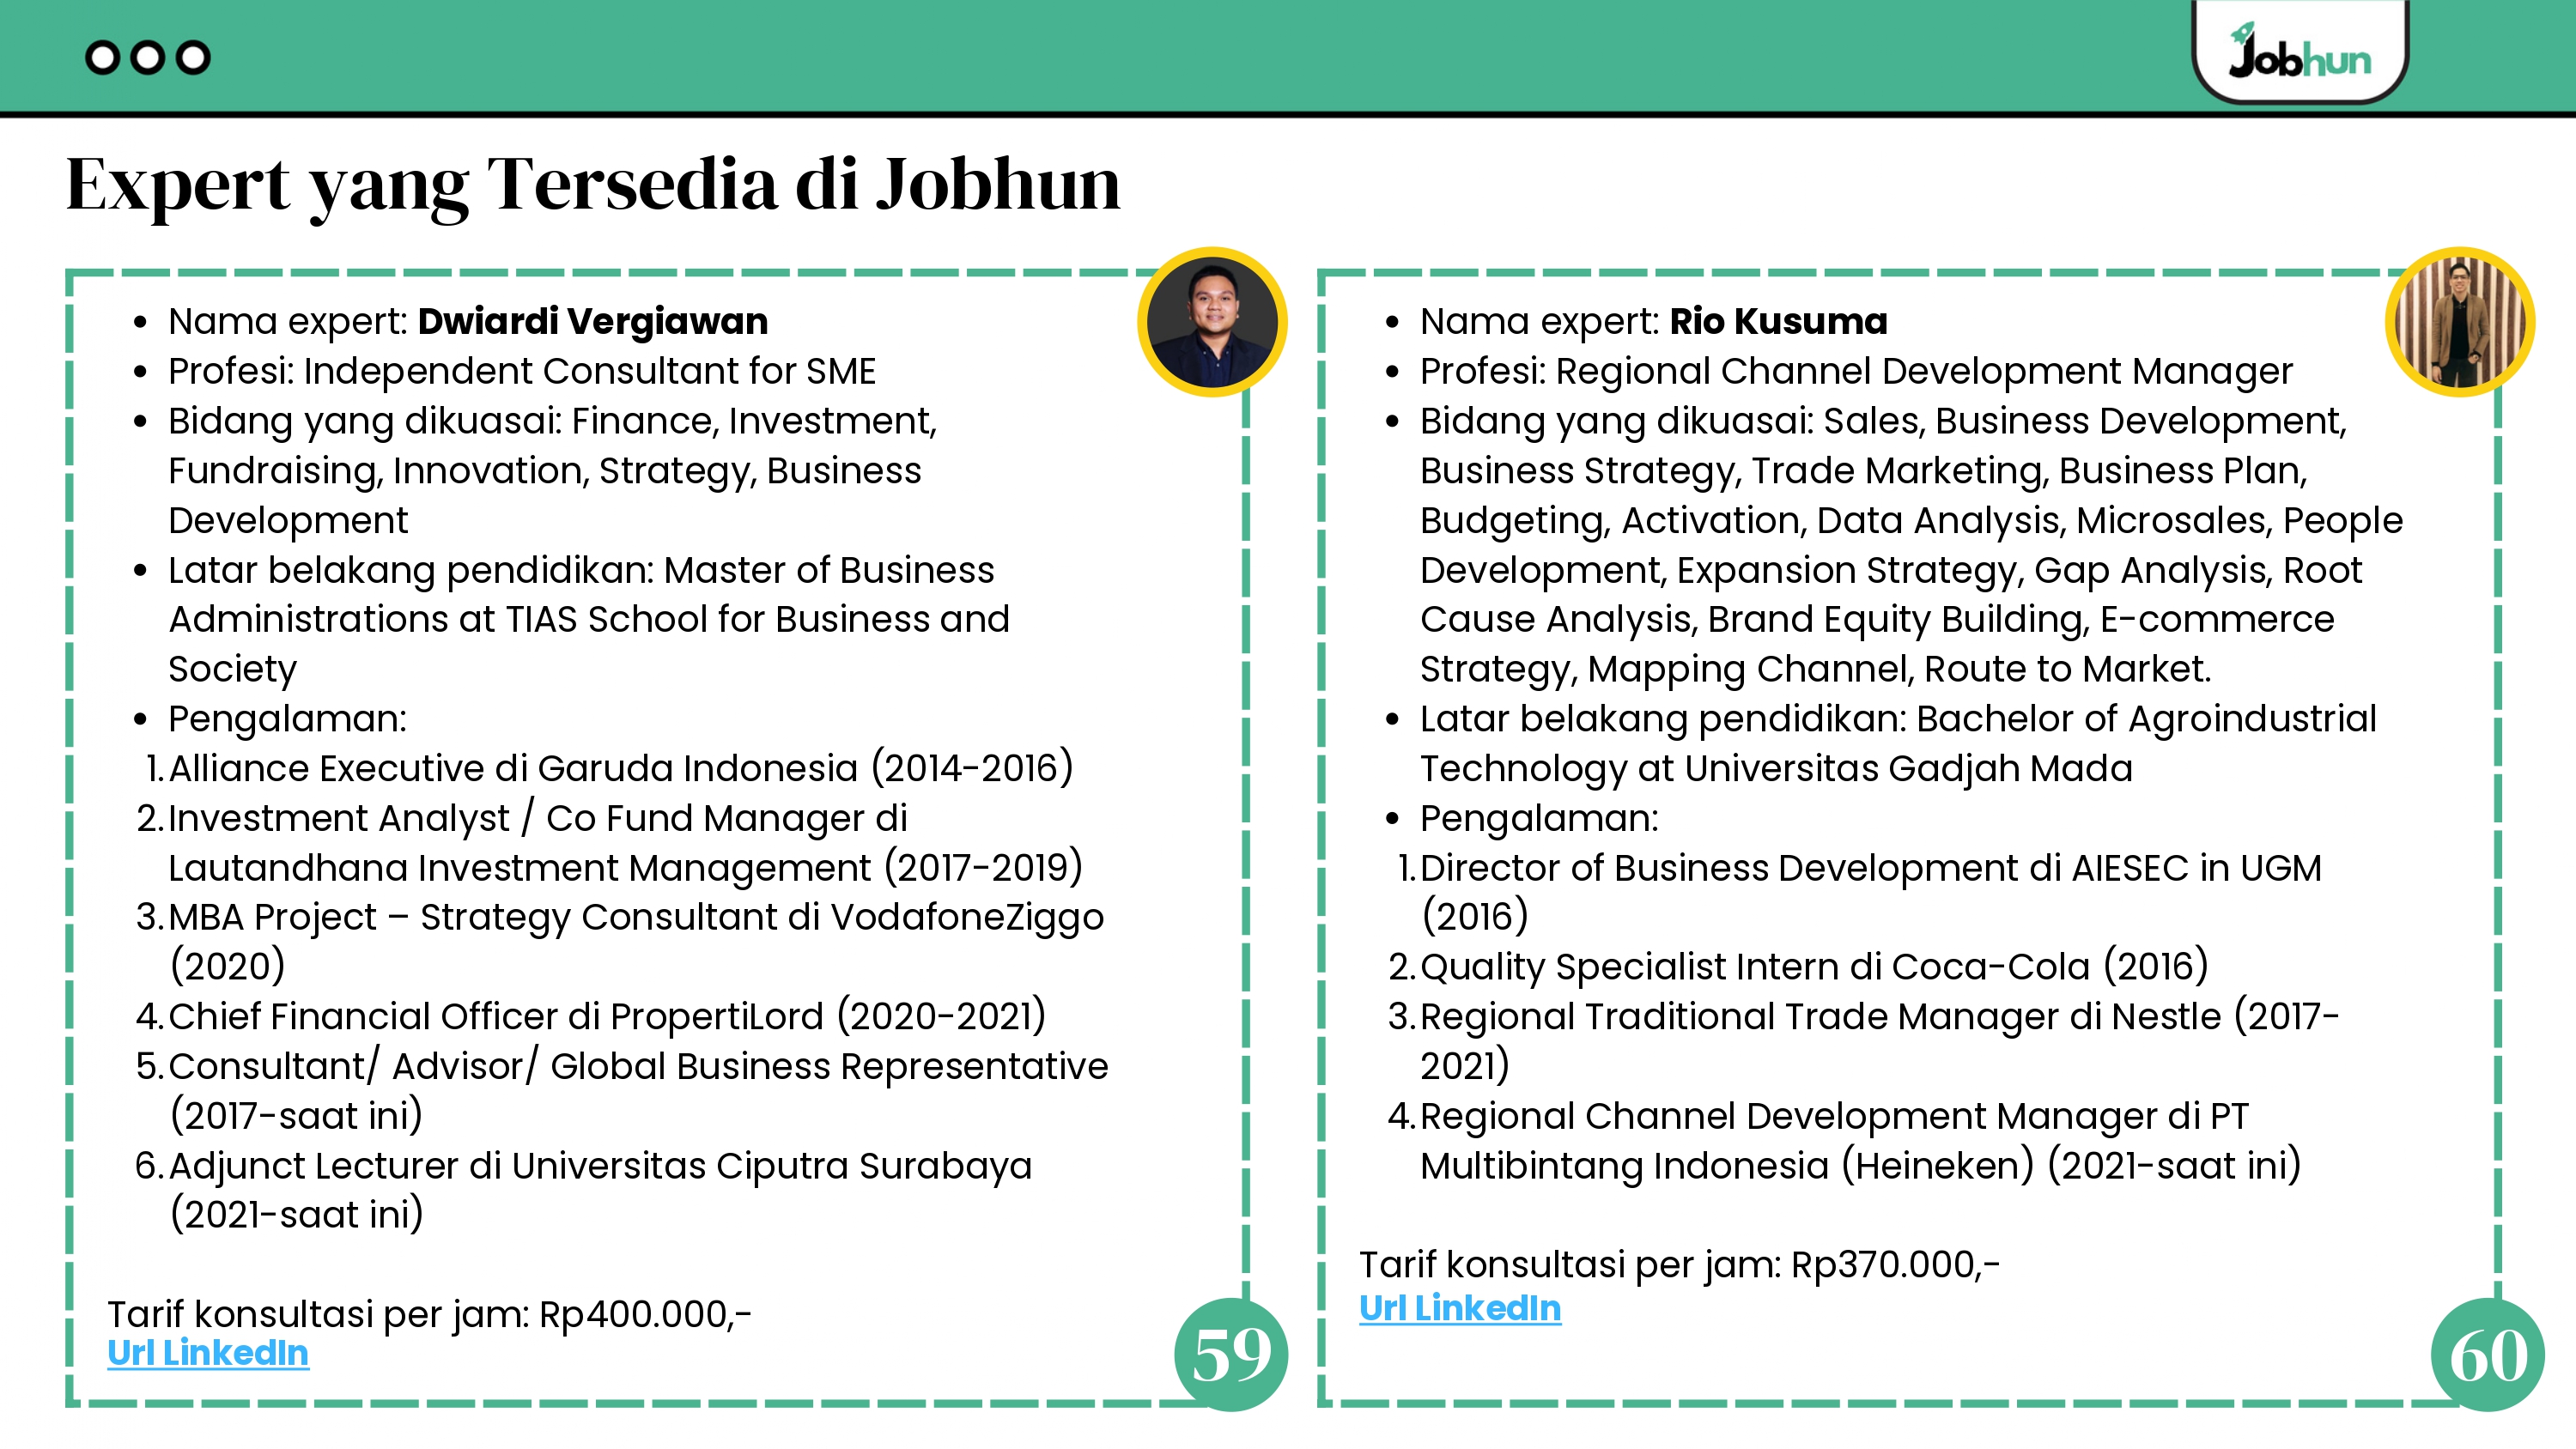 Jobhun
Expert yang Tersedia di Jobhun
• Nama expert: Dwiardi Vergiawan
• Profesi: Independent Consultant for SME
• Bidang yang dikuasai: Finance, Investment,
Fundraising, Innovation, Strategy, Business
Development
• Latar belakang pendidikan: Master of Business
Administrations at TIAS School for Business and
Society
• Pengalaman:
1. Alliance Executive di Garuda Indonesia (2014-2016)
2. Investment Analyst / Co Fund Manager di
Lautandhana Investment Management (2017-2019)
3. MBA Project – Strategy Consultant di VodafoneZiggo
(2020)
4. Chief Financial Officer di PropertiLord (2020-2021)
5. Consultant/ Advisor/ Global Business Representative
(2017-saat ini)
6. Adjunct Lecturer di Universitas Ciputra Surabaya
(2021-saat ini)
Tarif konsultasi per jam: Rp400.000,-
Url LinkedIn
59
• Nama expert: Rio Kusuma
• Profesi: Regional Channel Development Manager
• Bidang yang dikuasai: Sales, Business Development,
Business Strategy, Trade Marketing, Business Plan,
Budgeting, Activation, Data Analysis, Microsales, People
Development, Expansion Strategy, Gap Analysis, Root
Cause Analysis, Brand Equity Building, E-commerce
Strategy, Mapping Channel, Route to Market.
• Latar belakang pendidikan: Bachelor of Agroindustrial
Technology at Universitas Gadjah Mada
• Pengalaman:
1. Director of Business Development di AIESEC in UGM
(2016)
2. Quality Specialist Intern di Coca-Cola (2016)
3. Regional Traditional Trade Manager di Nestle (2017-
2021)
4. Regional Channel Development Manager di PT
Multibintang Indonesia (Heineken) (2021-saat ini)
Tarif konsultasi per jam: Rp370.000,-
Url LinkedIn
60